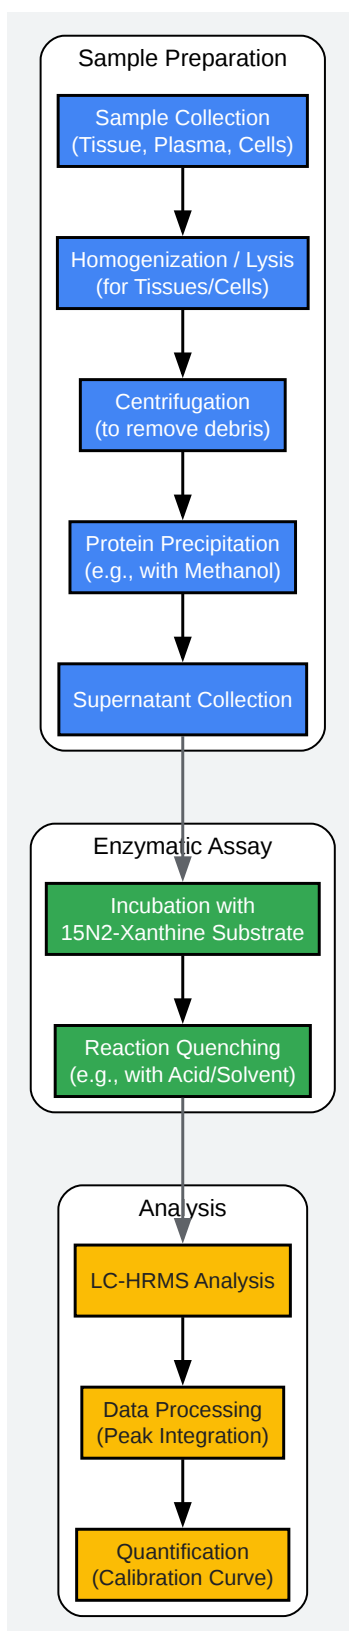 Sample Preparation
Sample Collection
(Tissue, Plasma, Cells)
Homogenization / Lysis
(for Tissues/Cells)
Centrifugation
(to remove debris)
Protein Precipitation
(e.g., with Methanol)
Supernatant Collection
Enzymatic Assay
Incubation with
15N2-Xanthine Substrate
Reaction Quenching
(e.g., with Acid/Solvent)
Analysis
LC-HRMS Analysis
Data Processing
(Peak Integration)
Quantification
(Calibration Curve)